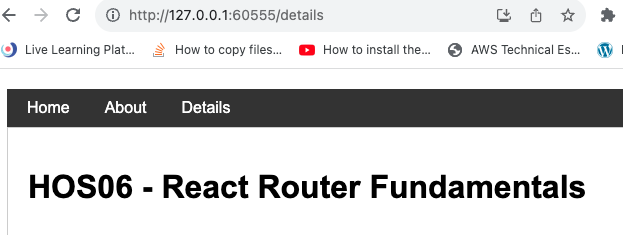 http://127.0.0.1:60555/details
Live Learning Plat... How to copy files... How to install the... AWS Technical Es...
Home About Details
HOS06 - React Router Fundamentals